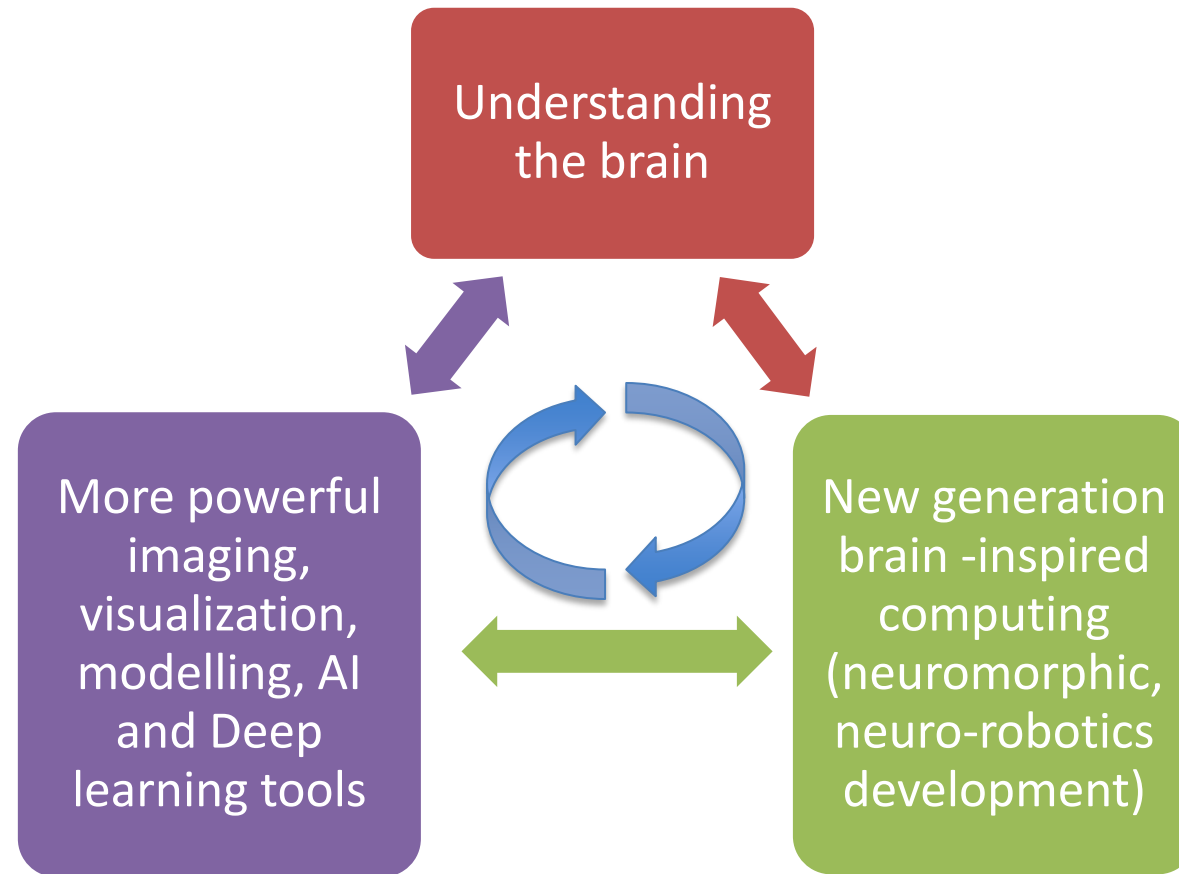 Understanding
the brain
More powerful
imaging,
visualization,
modelling, AI
and Deep
learning tools
New generation
brain -inspired
computing
(neuromorphic,
neuro-robotics
development)